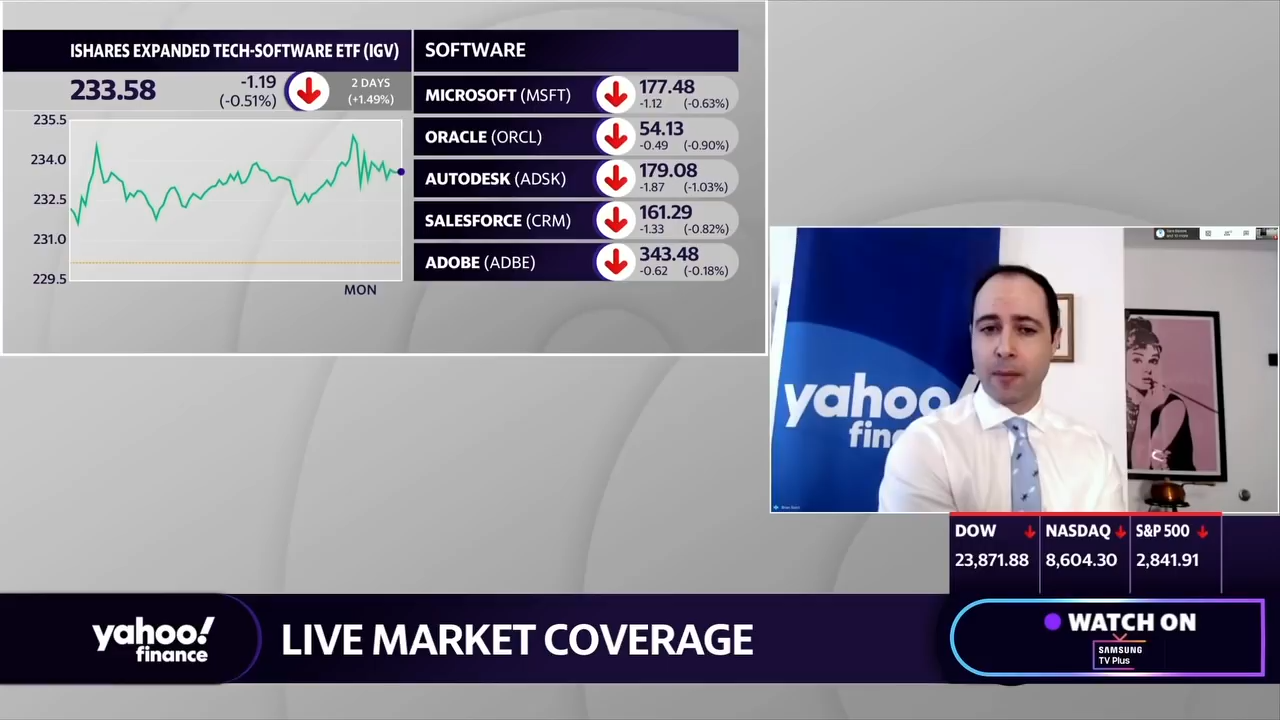 ISHARES EXPANDED TECH-SOFTWARE ETF (IGV)
233.58
-1.19
(-0.51%)
2 DAYS
(+1.49%)
235.5
234.0
232.5
231.0
229.5
MON
SOFTWARE
MICROSOFT (MSFT)
177.48
-1.12 (-0.63%)
ORACLE (ORCL)
54.13
-0.49 (-0.90%)
AUTODESK (ADSK)
179.08
-1.87 (-1.03%)
SALESFORCE (CRM)
161.29
-1.33 (-0.82%)
ADOBE (ADBE)
343.48
-0.62 (-0.18%)
yahoo!
DOW NASDAQ S&P 500
23,871.88 8,604.30 2,841.91
yahoo!
finance
LIVE MARKET COVERAGE
WATCH ON
SAMSUNG
TV Plus